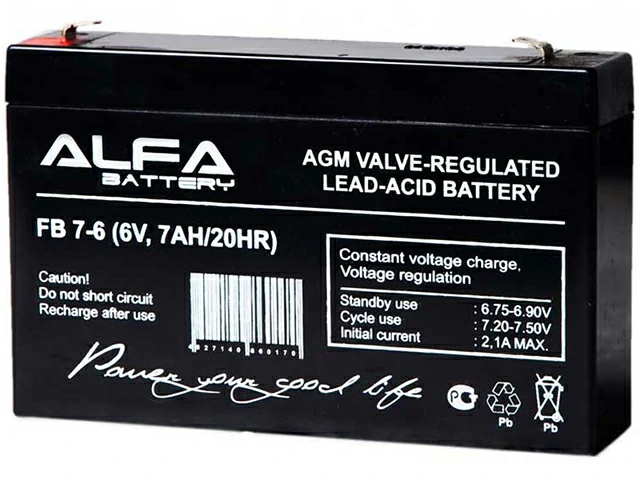 ALFA
BATTERY
AGM VALVE-REGULATED
LEAD-ACID BATTERY
FB 7-6 (6V, 7AH/20HR)
Constant voltage charge,
Voltage regulation
Standby use : 6.75-6.90V
Cycle use : 7.20-7.50V
Initial current : 2,1A MAX.
Caution!
Do not short circuit
Recharge after use
4627140 660170
Power your good life
Pb
Pb